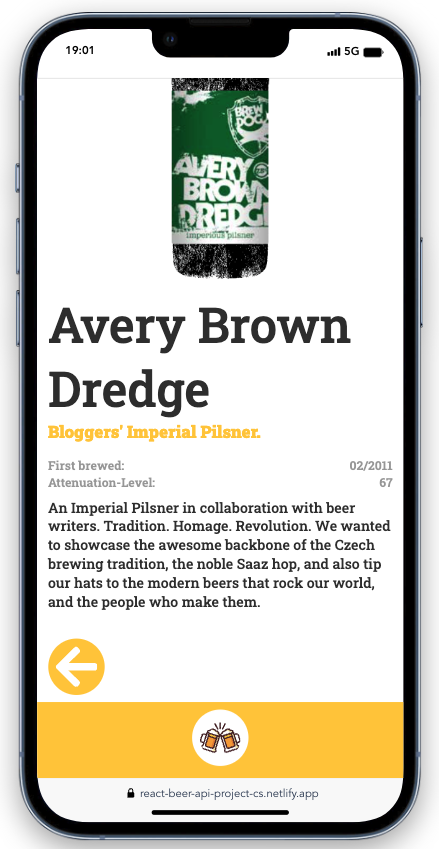 19:01
5G
BREW
DOG
AVERY
BROWN
DREDGE
imperious pilsner
Avery Brown
Dredge
Bloggers' Imperial Pilsner.
First brewed: 02/2011
Attenuation-Level: 67
An Imperial Pilsner in collaboration with beer
writers. Tradition. Homage. Revolution. We wanted
to showcase the awesome backbone of the Czech
brewing tradition, the noble Saaz hop, and also tip
our hats to the modern beers that rock our world,
and the people who make them.
react-beer-api-project-cs.netlify.app